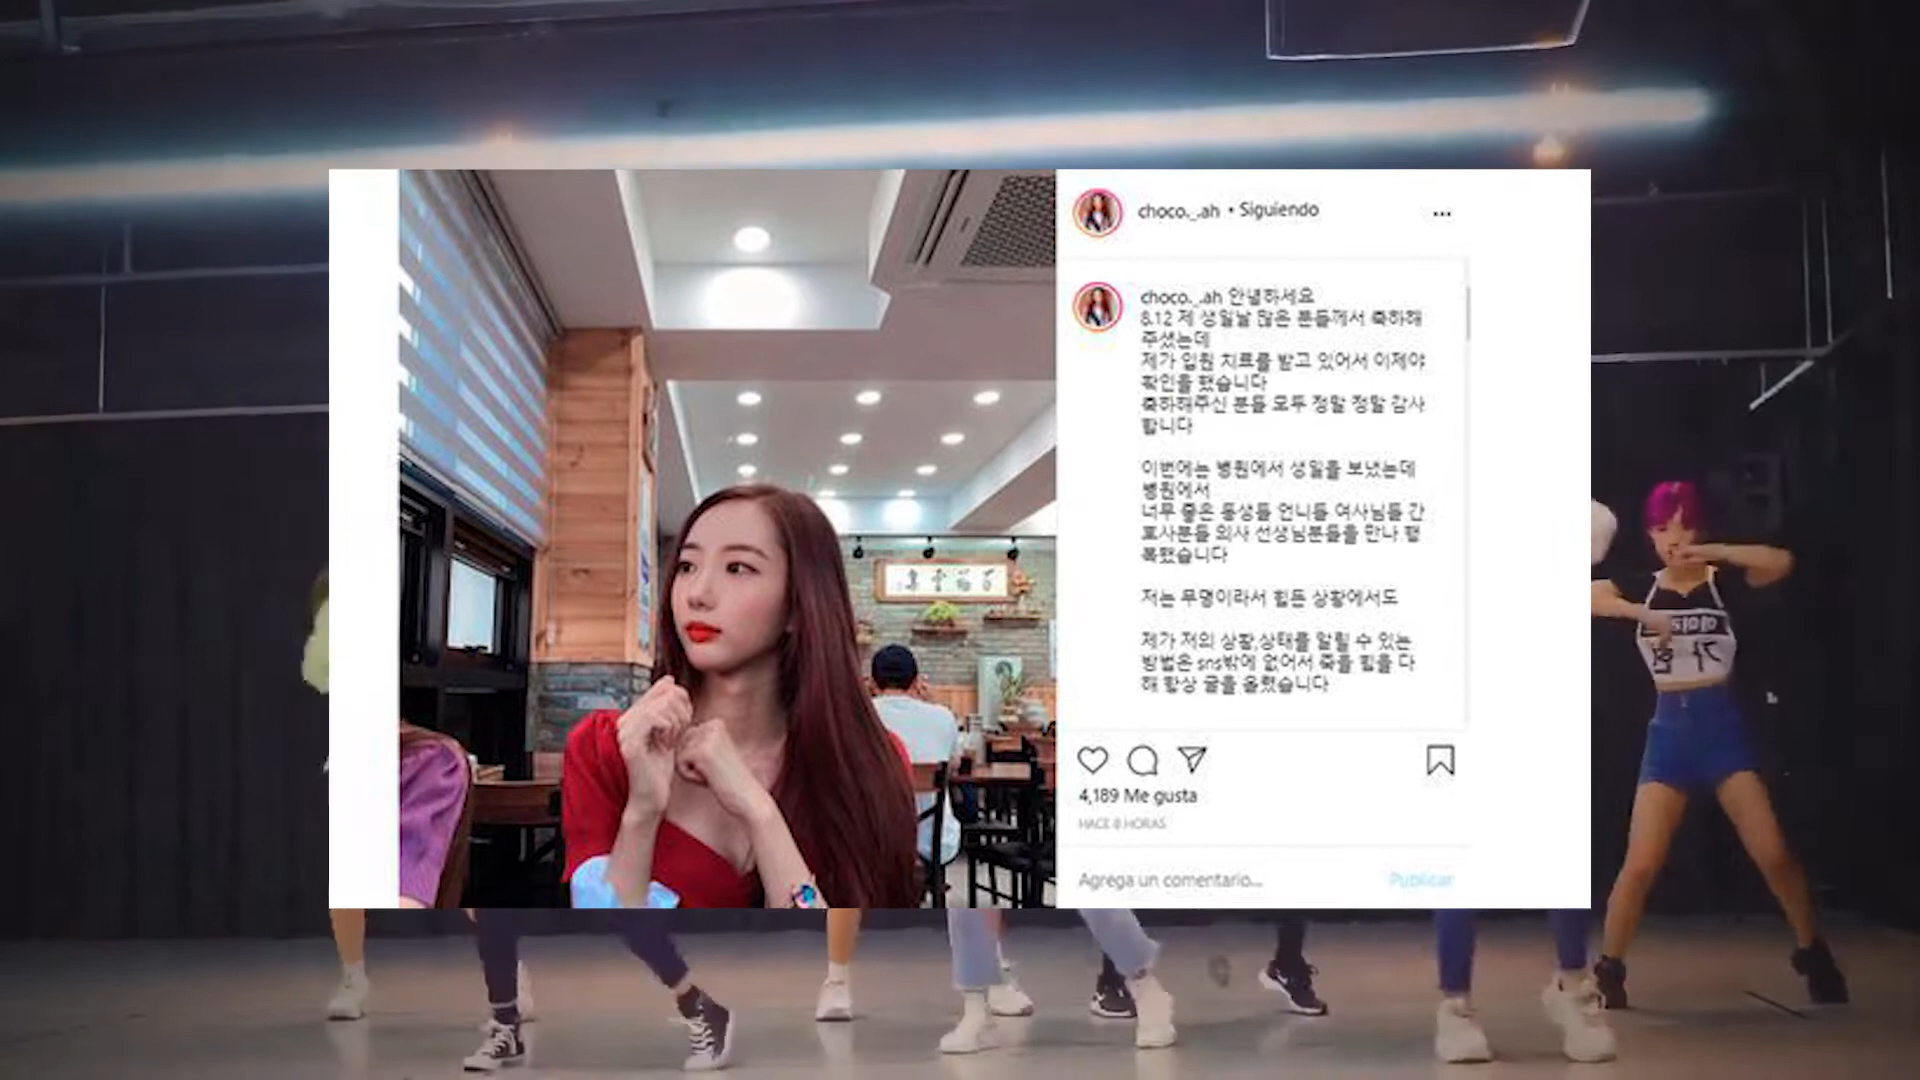 choco._.ah • Siguiendo
choco._.ah 안녕하세요
8.12 제 생일날 많은 분들께서 축하해
주셨는데
제가 입원 치료를 받고 있어서 이제야
확인을 했습니다
축하해주신 분들 모두 정말 정말 감사
합니다
이번에는 병원에서 생일을 보냈는데
병원에서
너무 좋은 동생들 언니들 여사님들 간
호사분들 의사 선생님분들을 만나 행
복했습니다
저는 무명이라서 힘든 상황에서도
제가 저의 상황,상태를 알릴 수 있는
방법은 sns밖에 없어서 죽을 힘을 다
해 항상 글을 올렸습니다
4,189 Me gusta
HACE 8 HORAS
Agrega un comentario...
Publicar